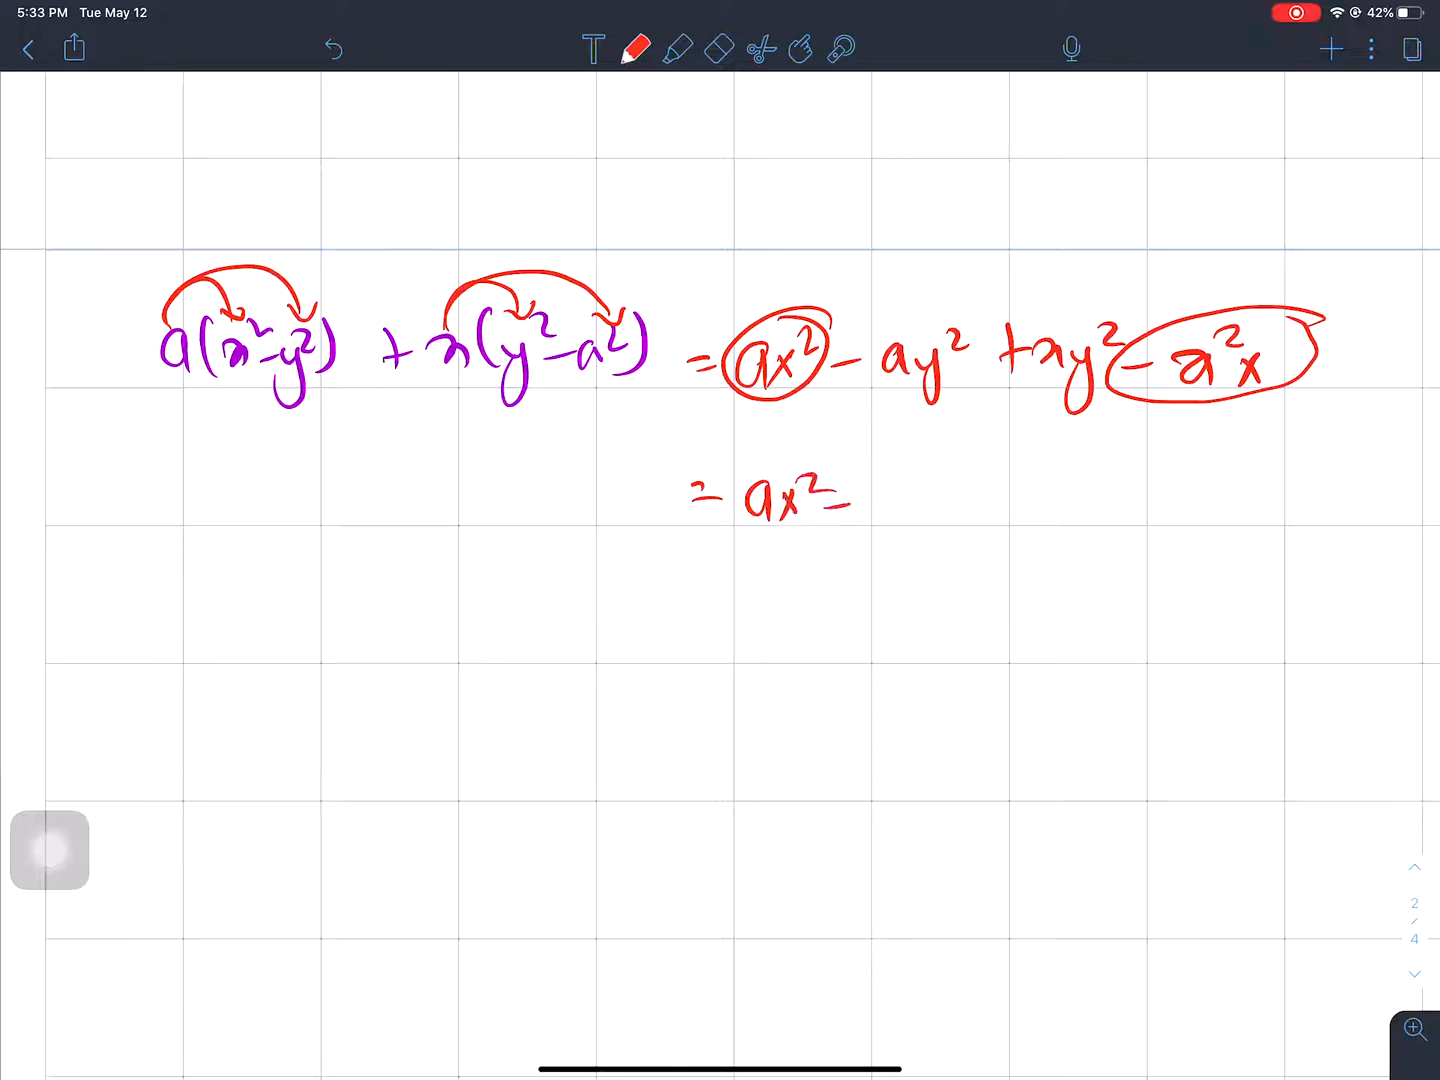 5:33 PM Tue May 12 42%
T
a(x²-y²) + x(y²-a²) = ax² - ay² + xy² - a²x
= ax² -
2
/
4